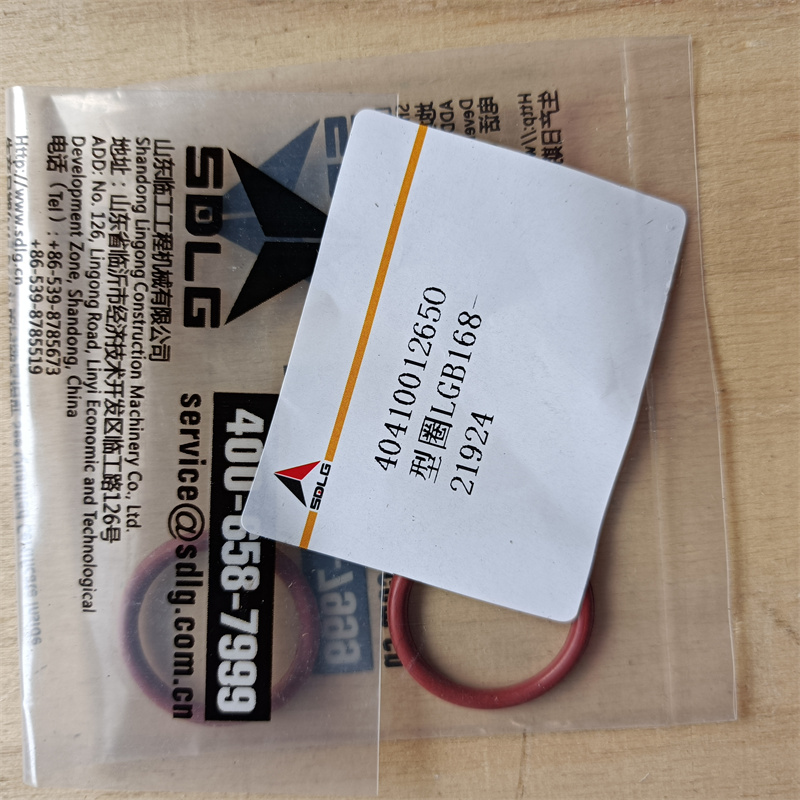 SDLG
山东临工工程机械有限公司
Shandong Lingong Construction Machinery Co., Ltd.
地址：山东省临沂市经济技术开发区临工路126号
ADD: No. 126, Lingong Road, Linyi Economic and Technological
Development Zone, Shandong, China
电话（Tel）: +86-539-8785673
+86-539-8785519
Http://www.sdlg.cn
400-658-7999
service@sdlg.com.cn
SDLG
4041001265O
型圈LGB168-
21924